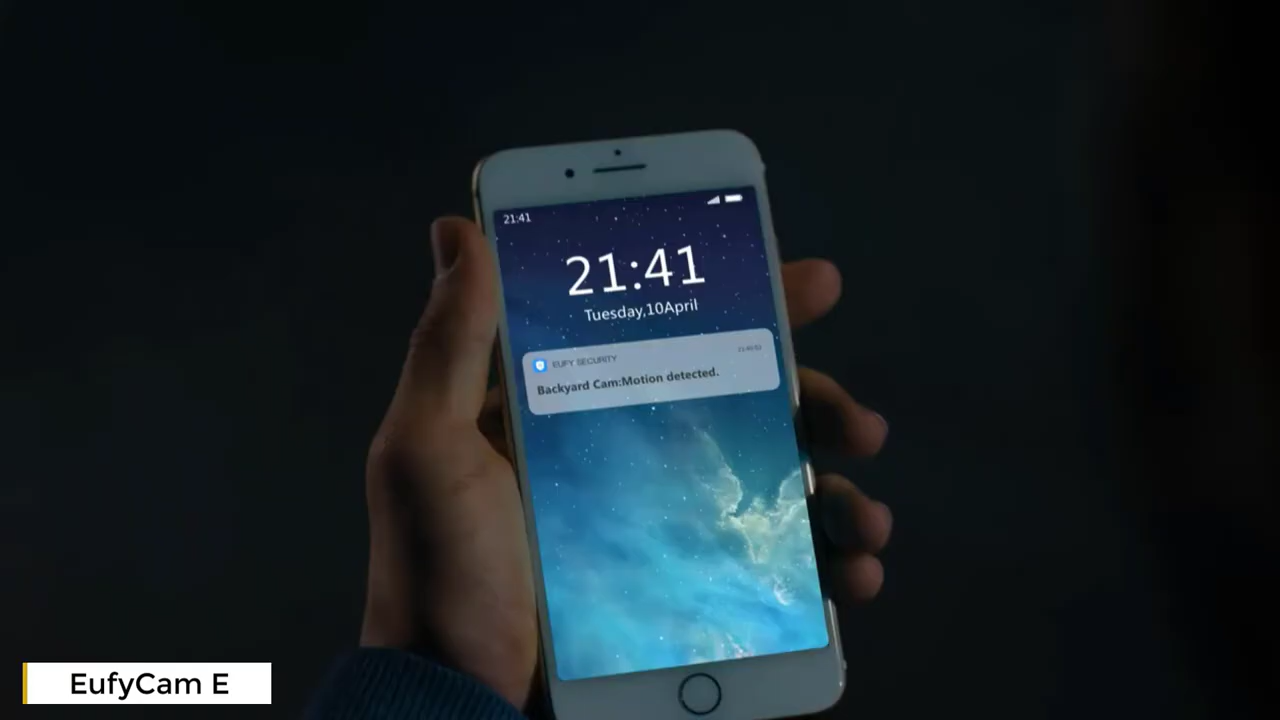 21:41
21:41
Tuesday,10April
EUFY SECURITY
Backyard Cam:Motion detected.
EufyCam E